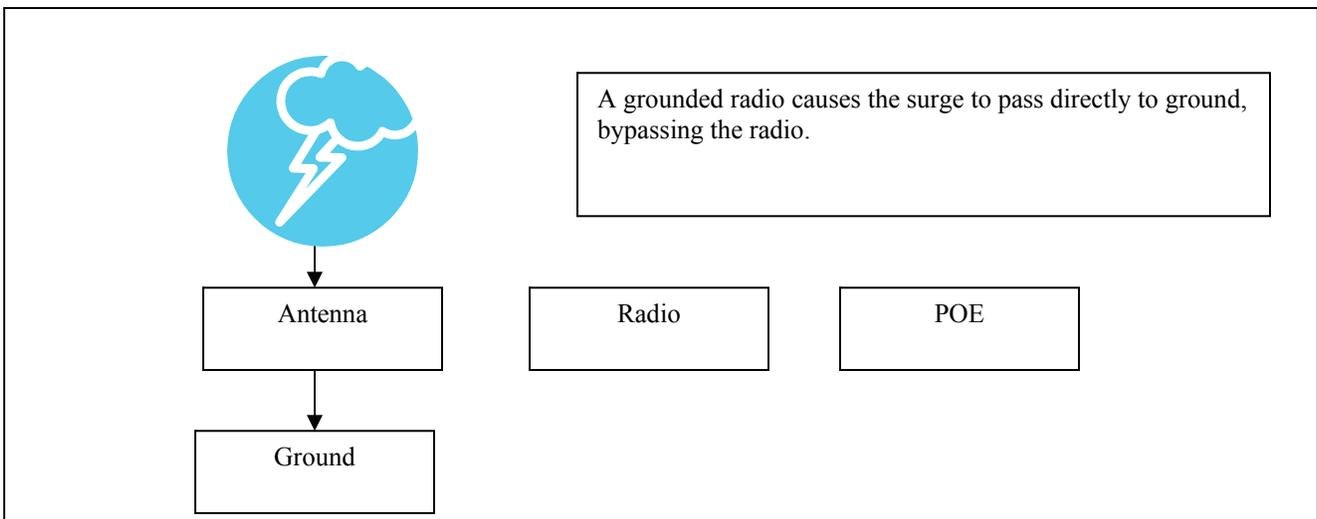 A grounded radio causes the surge to pass directly to ground,
bypassing the radio.
Antenna
Radio
POE
Ground